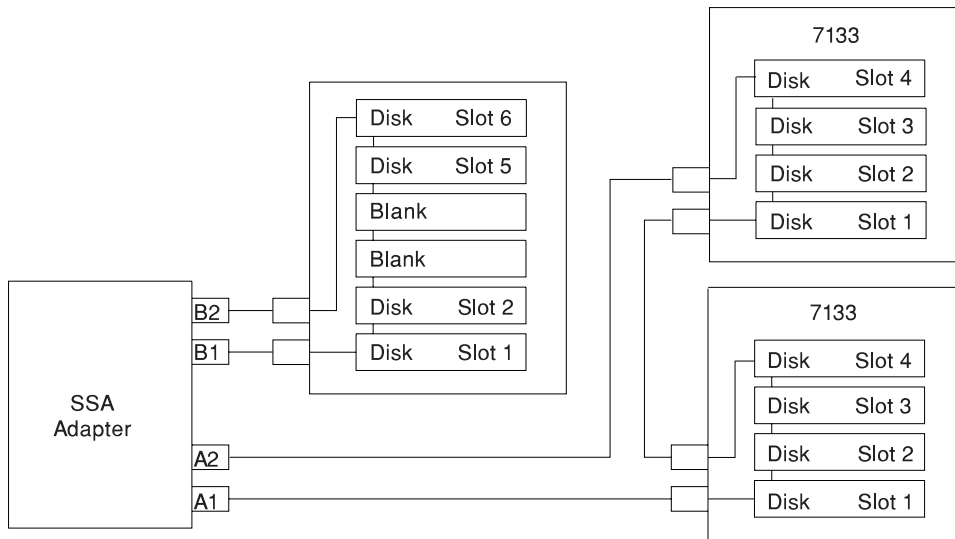 7133
Disk Slot 4
Disk Slot 3
Disk Slot 2
Disk Slot 1
Disk Slot 6
Disk Slot 5
Blank
Blank
Disk Slot 2
Disk Slot 1
B2
B1
SSA
Adapter
A2
A1
7133
Disk Slot 4
Disk Slot 3
Disk Slot 2
Disk Slot 1